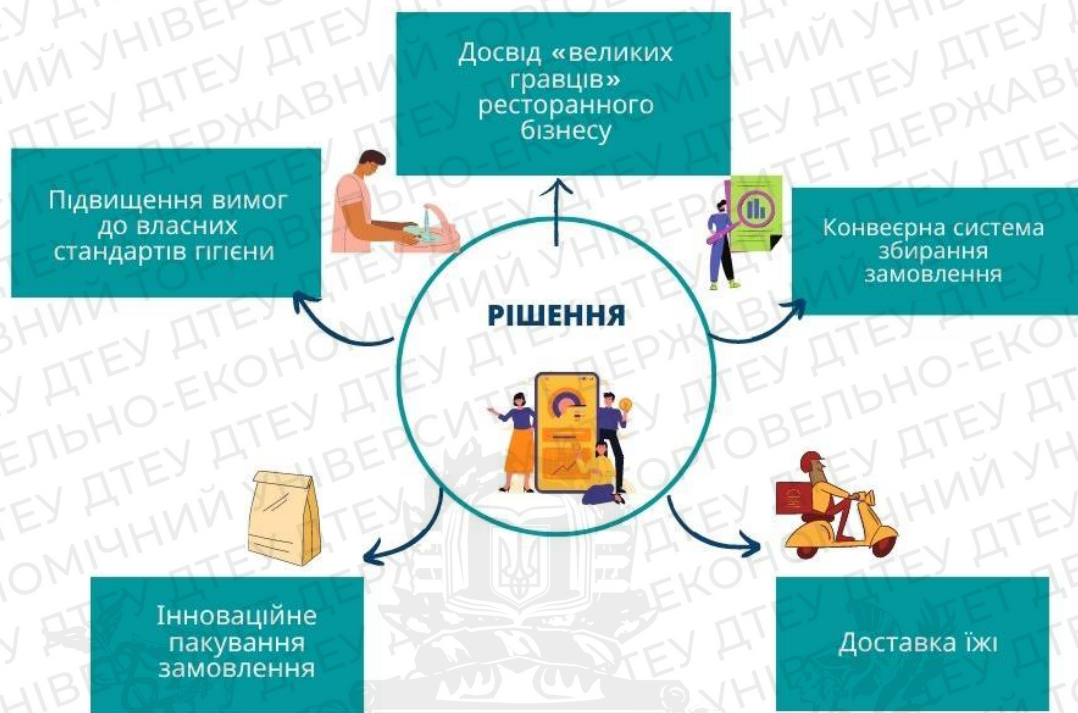 Досвід «великих
гравців»
ресторанного
бізнесу
Підвищення вимог
до власних
стандартів гігієни
Конвеєрна система
збирання
замовлення
РІШЕННЯ
Інноваційне
пакування
замовлення
Доставка їжі